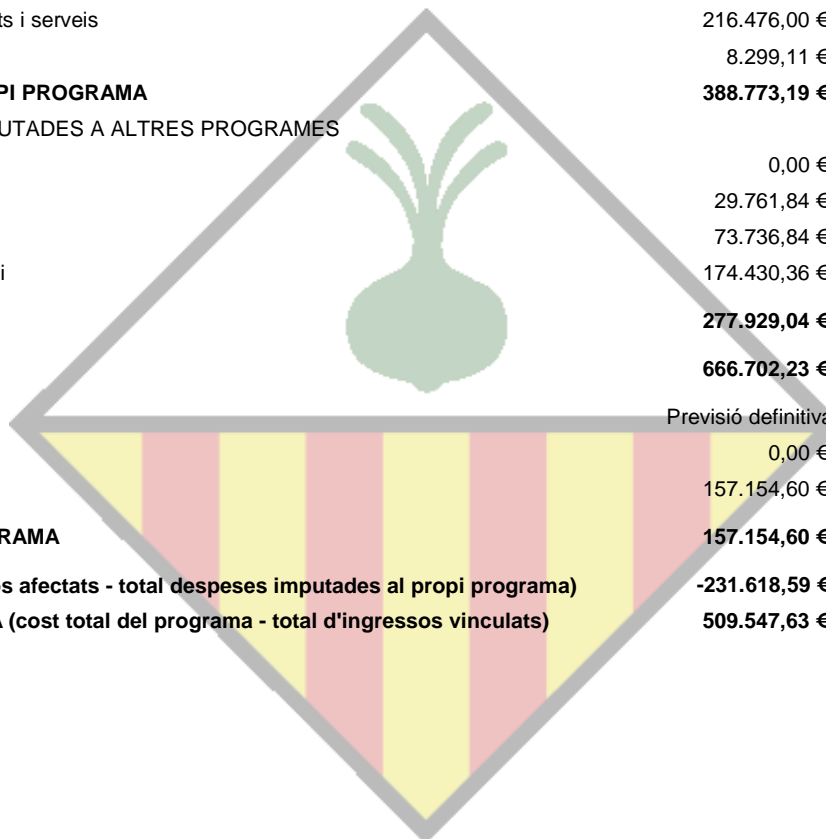 ts i serveis 216.476,00 €
8.299,11 €
PI PROGRAMA 388.773,19 €
UTADES A ALTRES PROGRAMES
0,00 €
29.761,84 €
73.736,84 €
i 174.430,36 €
277.929,04 €
666.702,23 €
Previsió definitiva
0,00 €
157.154,60 €
RAMA 157.154,60 €
s afectats - total despeses imputades al propi programa) -231.618,59 €
(cost total del programa - total d'ingressos vinculats) 509.547,63 €